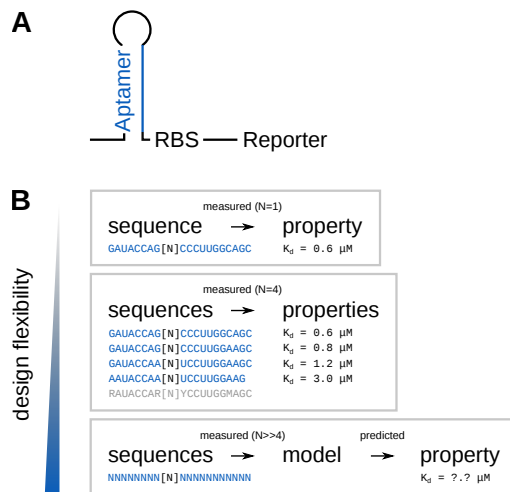 A
Aptamer
RBS
Reporter
B
design flexibility
measured (N=1)
sequence → property
GAUACCAG[N]CCCUUGGCAGC Kd = 0.6 µM
measured (N=4)
sequences → properties
GAUACCAG[N]CCCUUGGCAGC Kd = 0.6 µM
GAUACCAG[N]CCCUUGGAAGC Kd = 0.8 µM
GAUACCAA[N]UCCUUGGAAGC Kd = 1.2 µM
AAUACCAA[N]UCCUUGGAAG Kd = 3.0 µM
RAUACCAR[N]YCCUUGGMAGC
measured (N>>4) predicted
sequences → model → property
NNNNNNNN[N]NNNNNNNNNNN Kd = ?.? µM